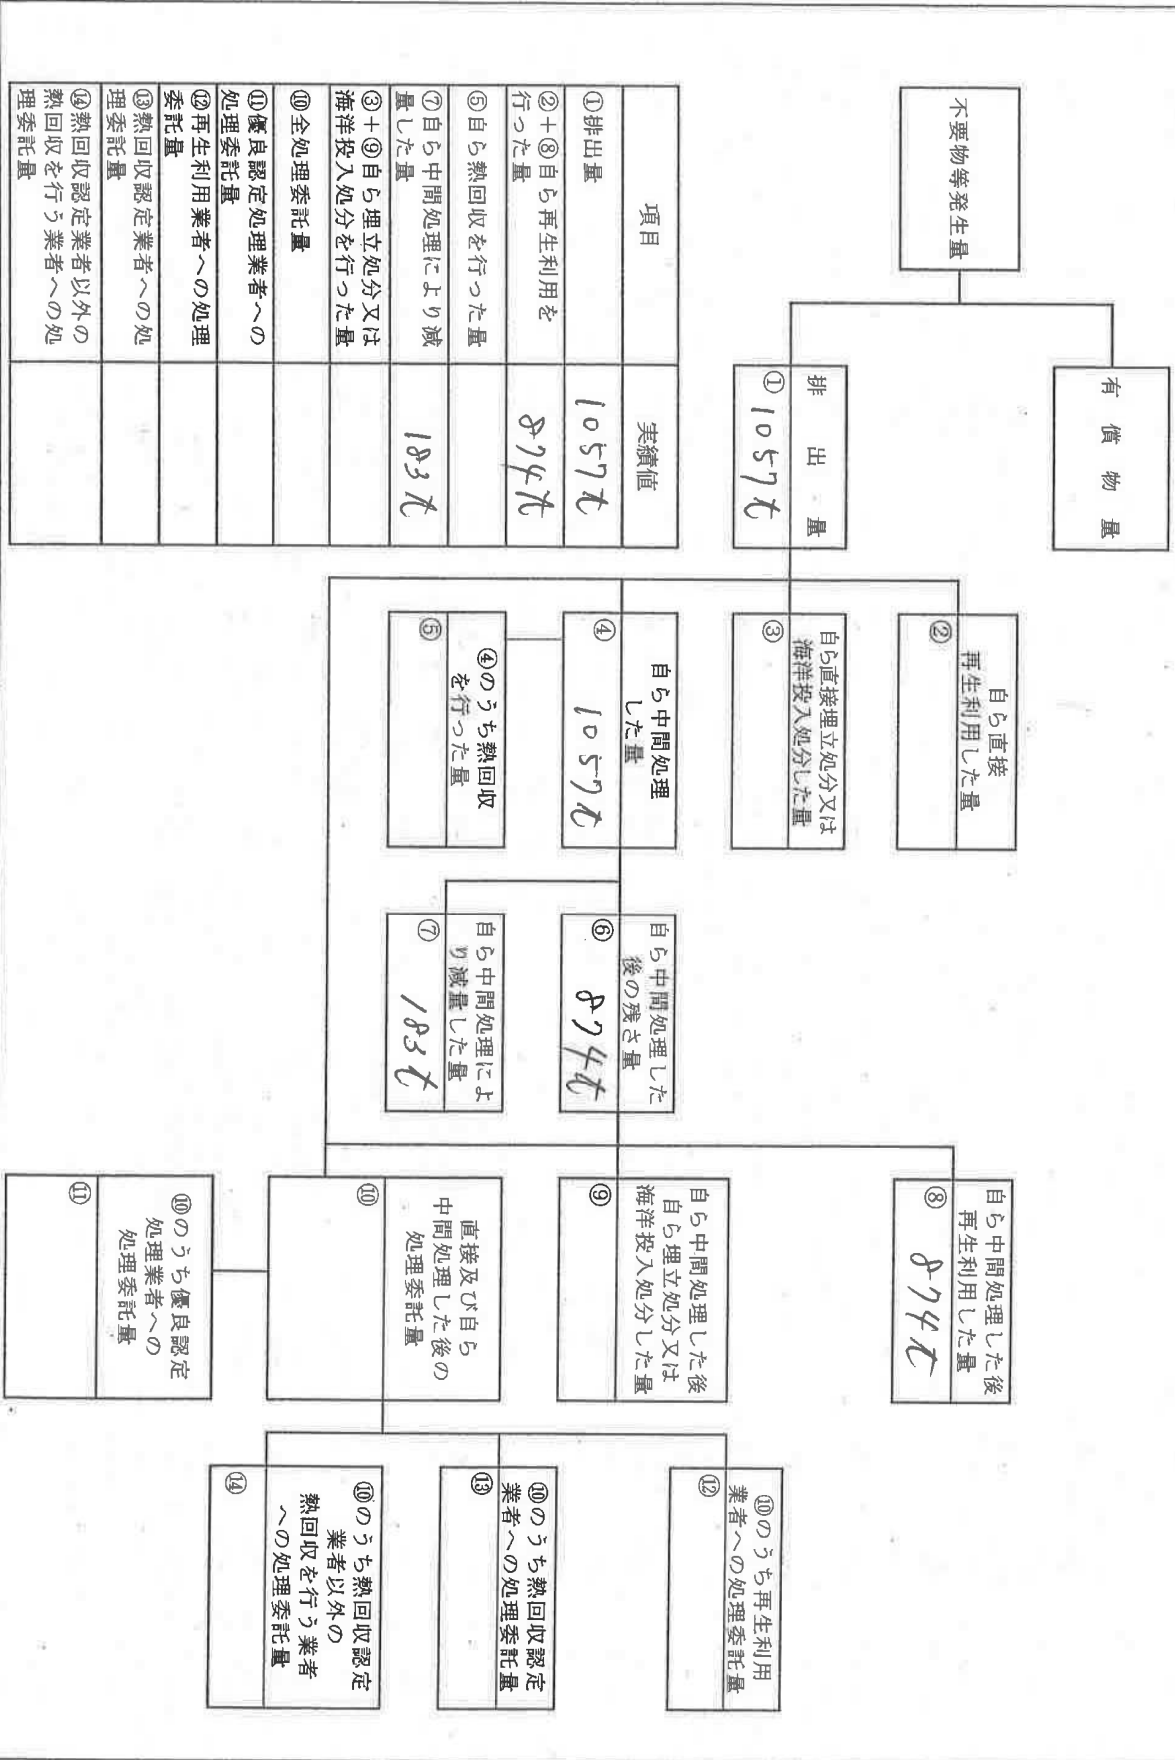 不要物等発生量
有償物量
排出量
① 1057t
自ら直接
再生利用した量
②
自ら直接埋立処分又は
海洋投入処分した量
③
自ら中間処理
した量
④ 1057t
④のうち熱回収
を行った量
⑤
自ら中間処理した
後の残さ量
⑥ 874t
自ら中間処理によ
り減量した量
⑦ 183t
自ら中間処理した後
再生利用した量
⑧ 874t
自ら中間処理した後
自ら埋立処分又は
海洋投入処分した量
⑨
直接及び自ら
中間処理した後の
処理委託量
⑩
⑩のうち優良認定
処理業者への
処理委託量
⑪
⑩のうち再生利用
業者への処理委託量
⑫
⑩のうち熱回収認定
業者への処理委託量
⑬
⑩のうち熱回収認定
業者以外の
熱回収を行う業者
への処理委託量
⑭
項目 実績値
①排出量 1057t
②+⑧自ら再生利用を
行った量 874t
⑤自ら熱回収を行った量
⑦自ら中間処理により減
量した量 183t
③+⑨自ら埋立処分又は
海洋投入処分を行った量
⑩全処理委託量
⑪優良認定処理業者への
処理委託量
⑫再生利用業者への処理
委託量
⑬熱回収認定業者への処
理委託量
⑭熱回収認定業者以外の
熱回収を行う業者への処
理委託量